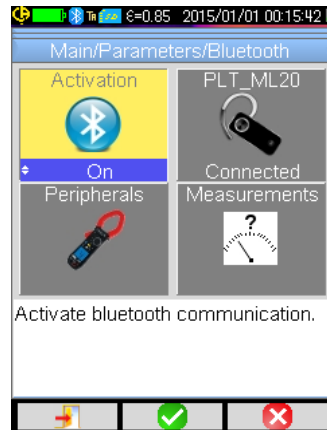 TR ε=0.85 2015/01/01 00:15:42
Main/Parameters/Bluetooth
Activation
PLT_ML20
On
Connected
Peripherals
Measurements
?
Activate bluetooth communication.